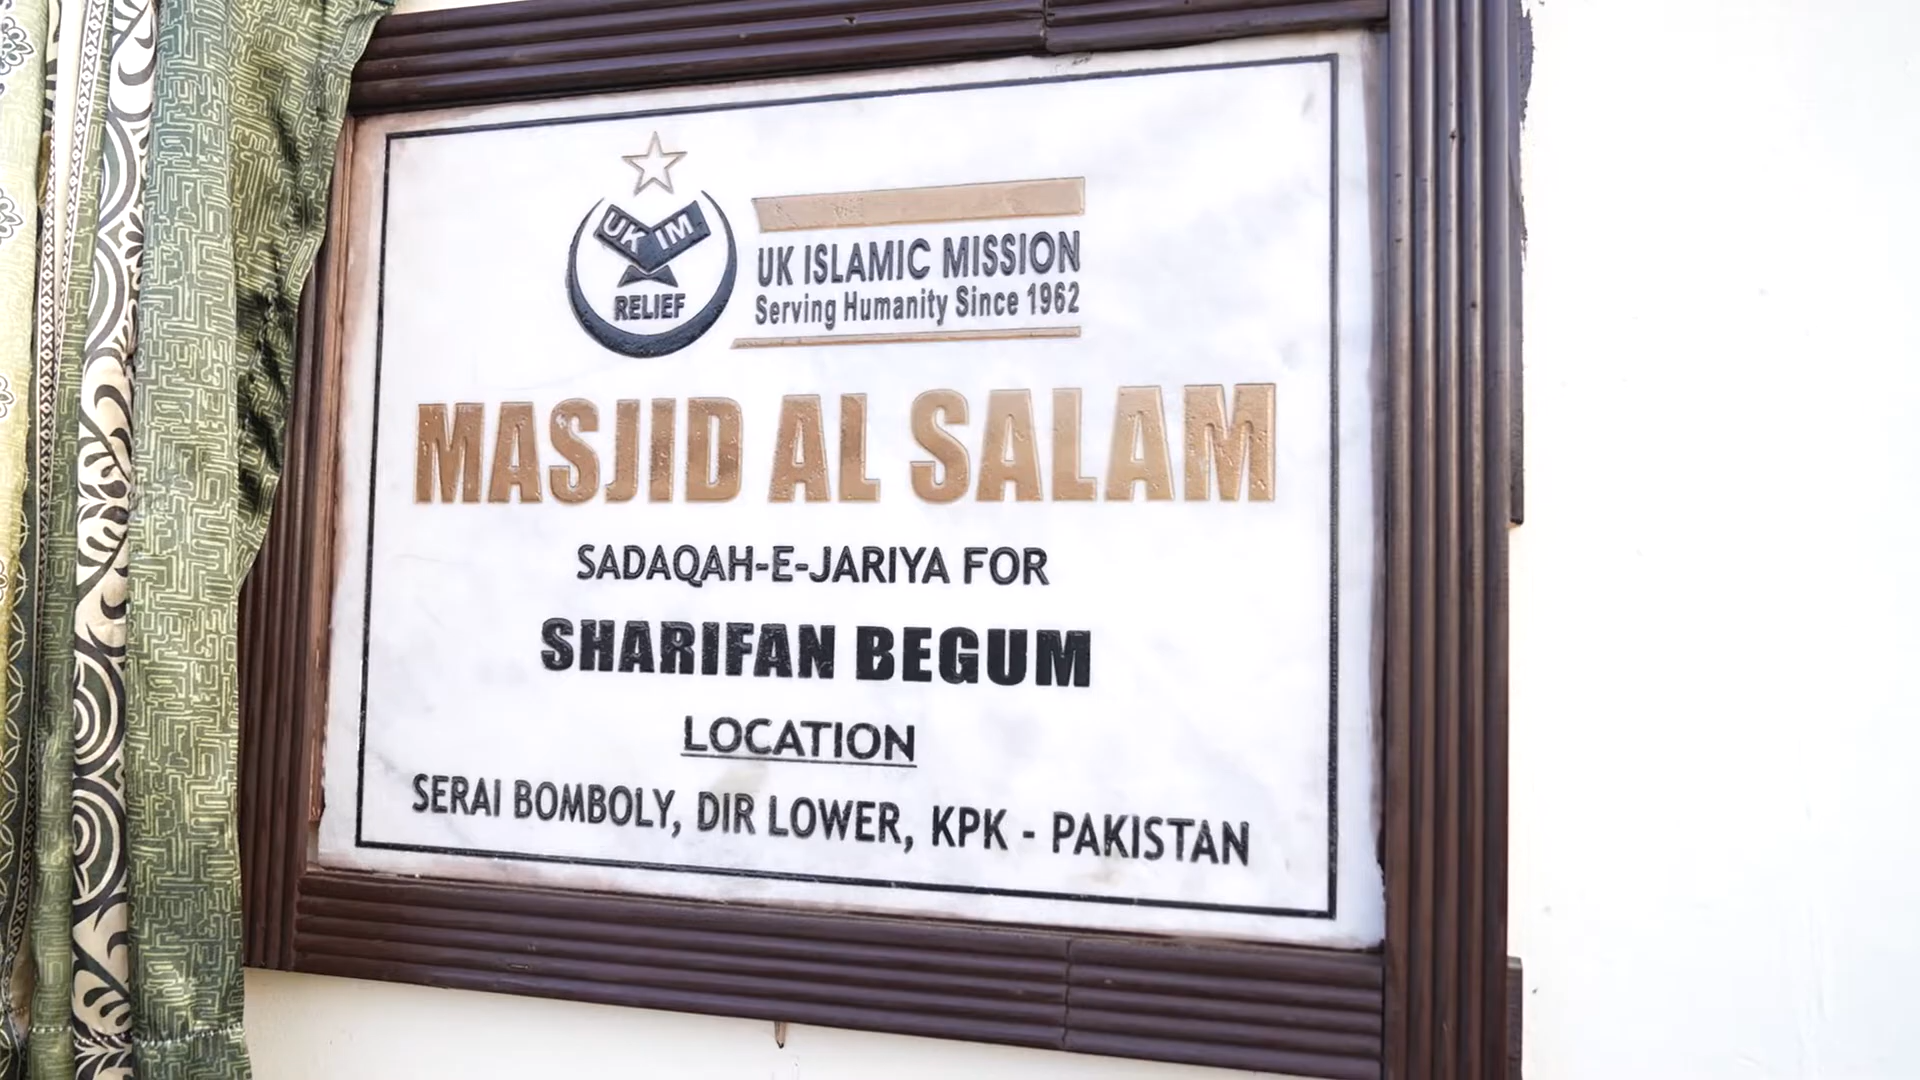 UK IM
RELIEF
UK ISLAMIC MISSION
Serving Humanity Since 1962
MASJID AL SALAM
SADAQAH-E-JARIYA FOR
SHARIFAN BEGUM
LOCATION
SERAI BOMBOLY, DIR LOWER, KPK - PAKISTAN